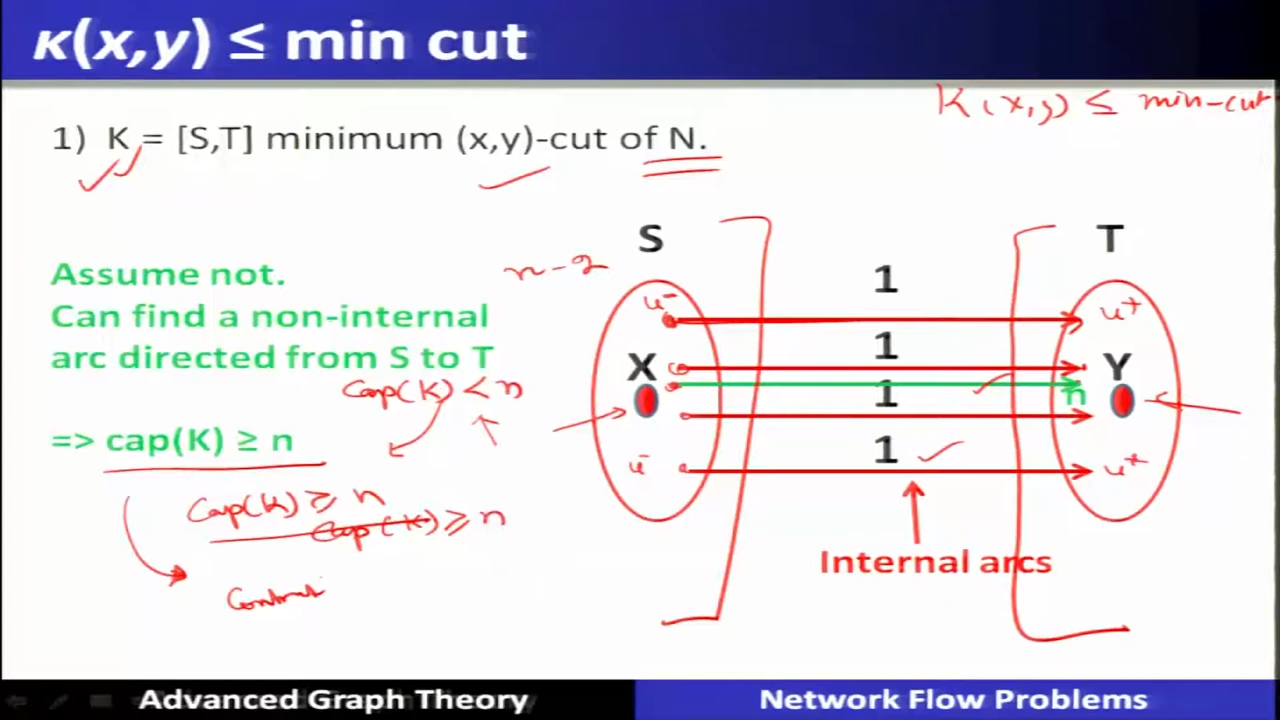 κ(x,y) ≤ min cut
K(x,y) ≤ min-cut
1) K = [S,T] minimum (x,y)-cut of N.
S
T
n-2
1
u⁻
u⁺
Assume not.
Can find a non-internal
arc directed from S to T
1
X
Y
cap(K) < n
1
n
=> cap(K) ≥ n
1
u⁻
u⁺
Cap(K) ≥ n
Cap(K) ≥ n
Internal arcs
Advanced Graph Theory
Network Flow Problems